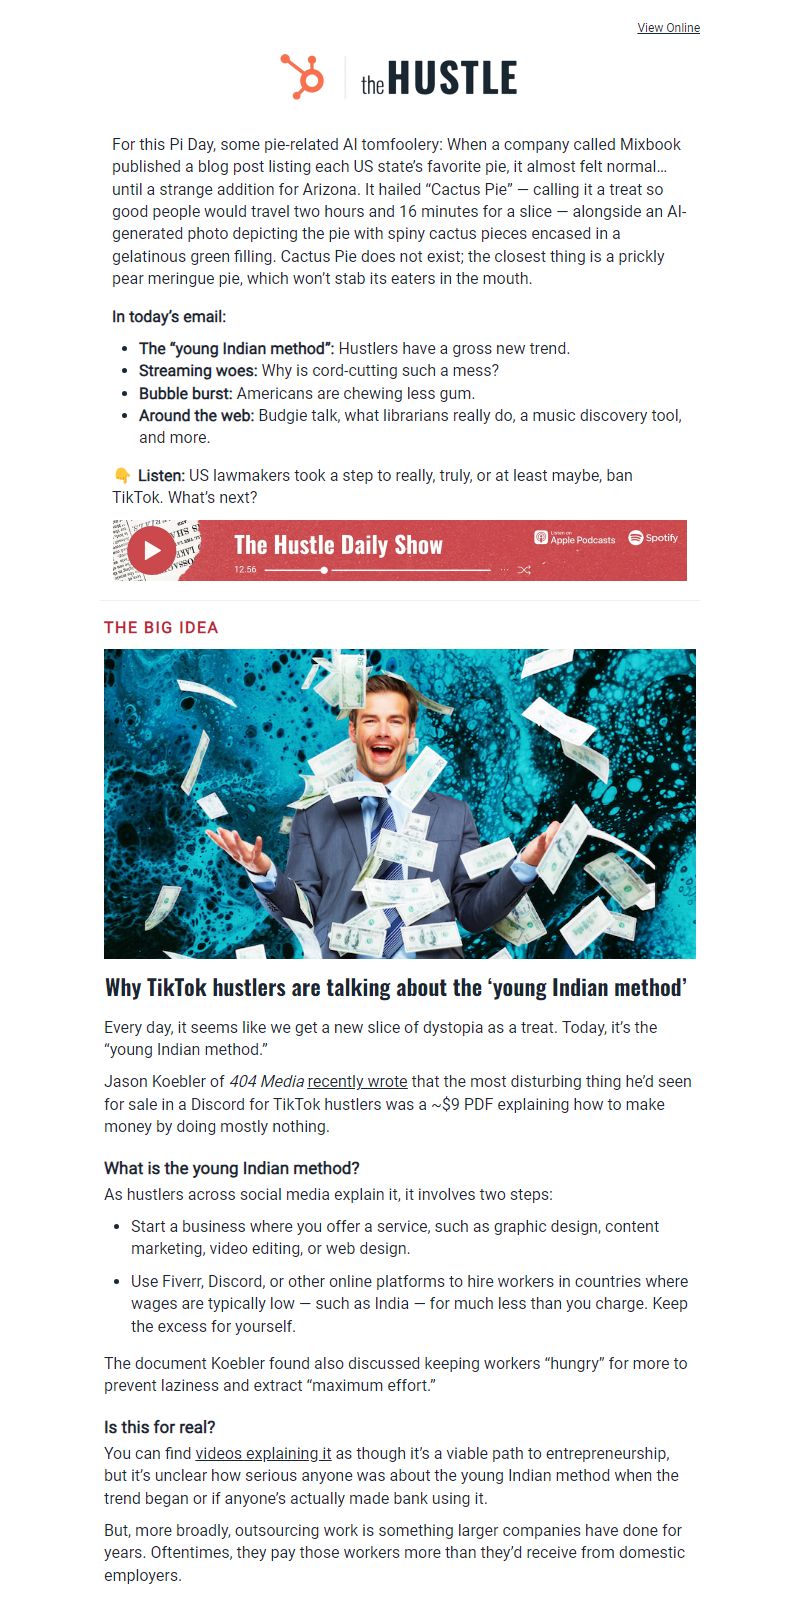 View Online
the HUSTLE
For this Pi Day, some pie-related AI tomfoolery: When a company called Mixbook
published a blog post listing each US state’s favorite pie, it almost felt normal…
until a strange addition for Arizona. It hailed “Cactus Pie” — calling it a treat so
good people would travel two hours and 16 minutes for a slice — alongside an AI-
generated photo depicting the pie with spiny cactus pieces encased in a
gelatinous green filling. Cactus Pie does not exist; the closest thing is a prickly
pear meringue pie, which won’t stab its eaters in the mouth.
In today’s email:
• The “young Indian method”: Hustlers have a gross new trend.
• Streaming woes: Why is cord-cutting such a mess?
• Bubble burst: Americans are chewing less gum.
• Around the web: Budgie talk, what librarians really do, a music discovery tool,
and more.
👇 Listen: US lawmakers took a step to really, truly, or at least maybe, ban
TikTok. What’s next?
The Hustle Daily Show
Listen on
Apple Podcasts
Spotify
12:56
THE BIG IDEA
Why TikTok hustlers are talking about the ‘young Indian method’
Every day, it seems like we get a new slice of dystopia as a treat. Today, it’s the
“young Indian method.”
Jason Koebler of 404 Media recently wrote that the most disturbing thing he’d seen
for sale in a Discord for TikTok hustlers was a ~$9 PDF explaining how to make
money by doing mostly nothing.
What is the young Indian method?
As hustlers across social media explain it, it involves two steps:
• Start a business where you offer a service, such as graphic design, content
marketing, video editing, or web design.
• Use Fiverr, Discord, or other online platforms to hire workers in countries where
wages are typically low — such as India — for much less than you charge. Keep
the excess for yourself.
The document Koebler found also discussed keeping workers “hungry” for more to
prevent laziness and extract “maximum effort.”
Is this for real?
You can find videos explaining it as though it’s a viable path to entrepreneurship,
but it’s unclear how serious anyone was about the young Indian method when the
trend began or if anyone’s actually made bank using it.
But, more broadly, outsourcing work is something larger companies have done for
years. Oftentimes, they pay those workers more than they’d receive from domestic
employers.